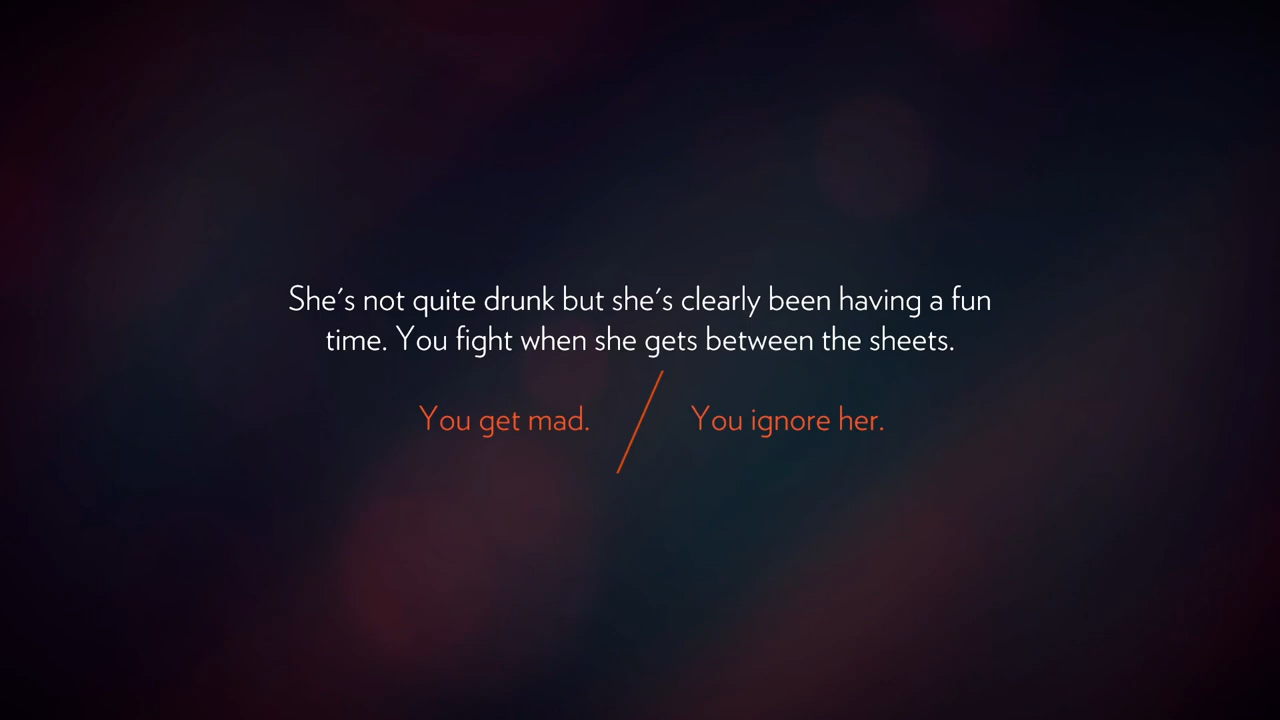 She's not quite drunk but she's clearly been having a fun
time. You fight when she gets between the sheets.
You get mad. / You ignore her.